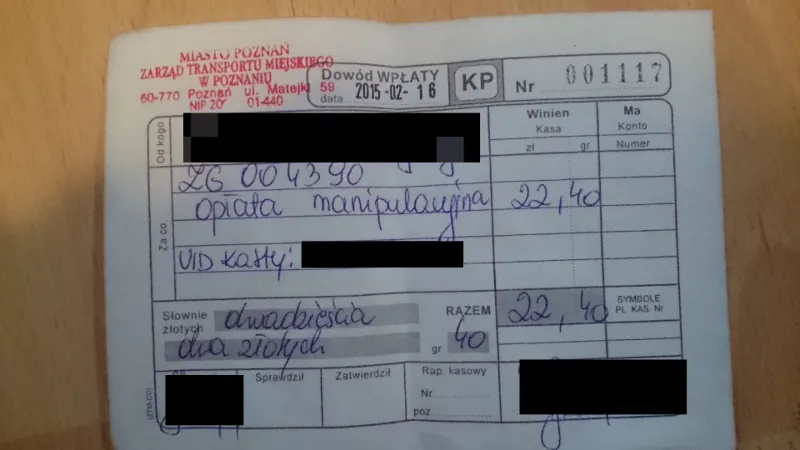 MIASTO POZNAŃ
ZARZĄD TRANSPORTU MIEJSKIEGO
W POZNANIU
60-770 Poznań ul. Matejki 59
NIP 20 01-440
Dowód WPŁATY
data 2015-02-16
KP
Nr 001117
Od kogo
Winien
Kasa
zł gr
Ma
Konto
Numer
Za co
ZG 004390
opłata manipulacyjna 22,40
UID karty:
Słownie złotych dwadzieścia
dwa złotych gr 40
RAZEM 22,40
SYMBOLE
PL. KAS. Nr
Sprawdził
Zatwierdził
Rap. kasowy
Nr
poz.
(ZTM-CO)